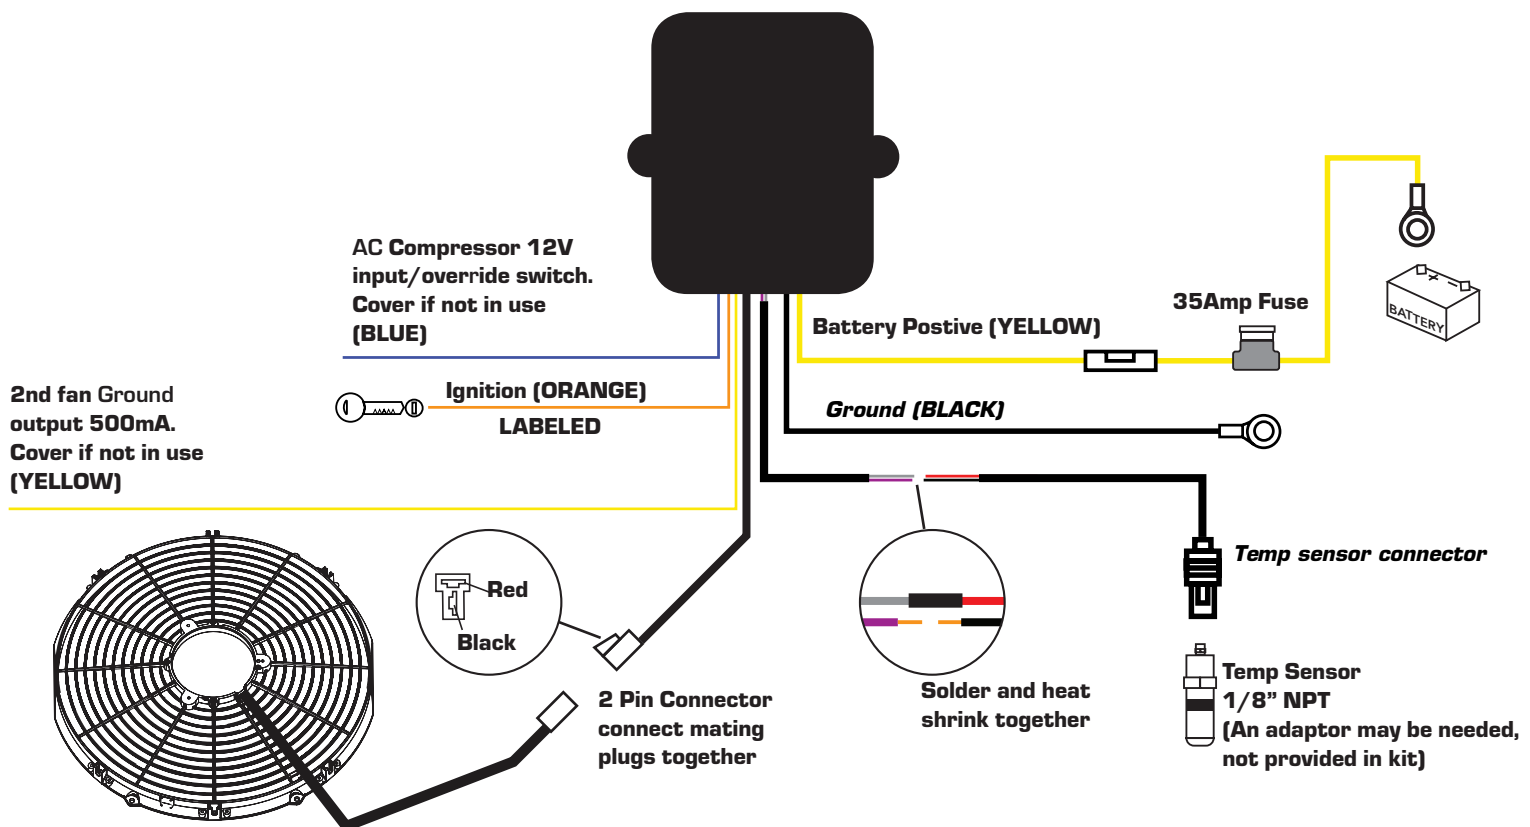 AC Compressor 12V
input/override switch.
Cover if not in use
(BLUE)
Battery Postive (YELLOW)
35Amp Fuse
BATTERY
2nd fan Ground
output 500mA.
Cover if not in use
(YELLOW)
Ignition (ORANGE)
LABELED
Ground (BLACK)
Red
Black
2 Pin Connector
connect mating
plugs together
Solder and heat
shrink together
Temp sensor connector
Temp Sensor
1/8” NPT
(An adaptor may be needed,
not provided in kit)